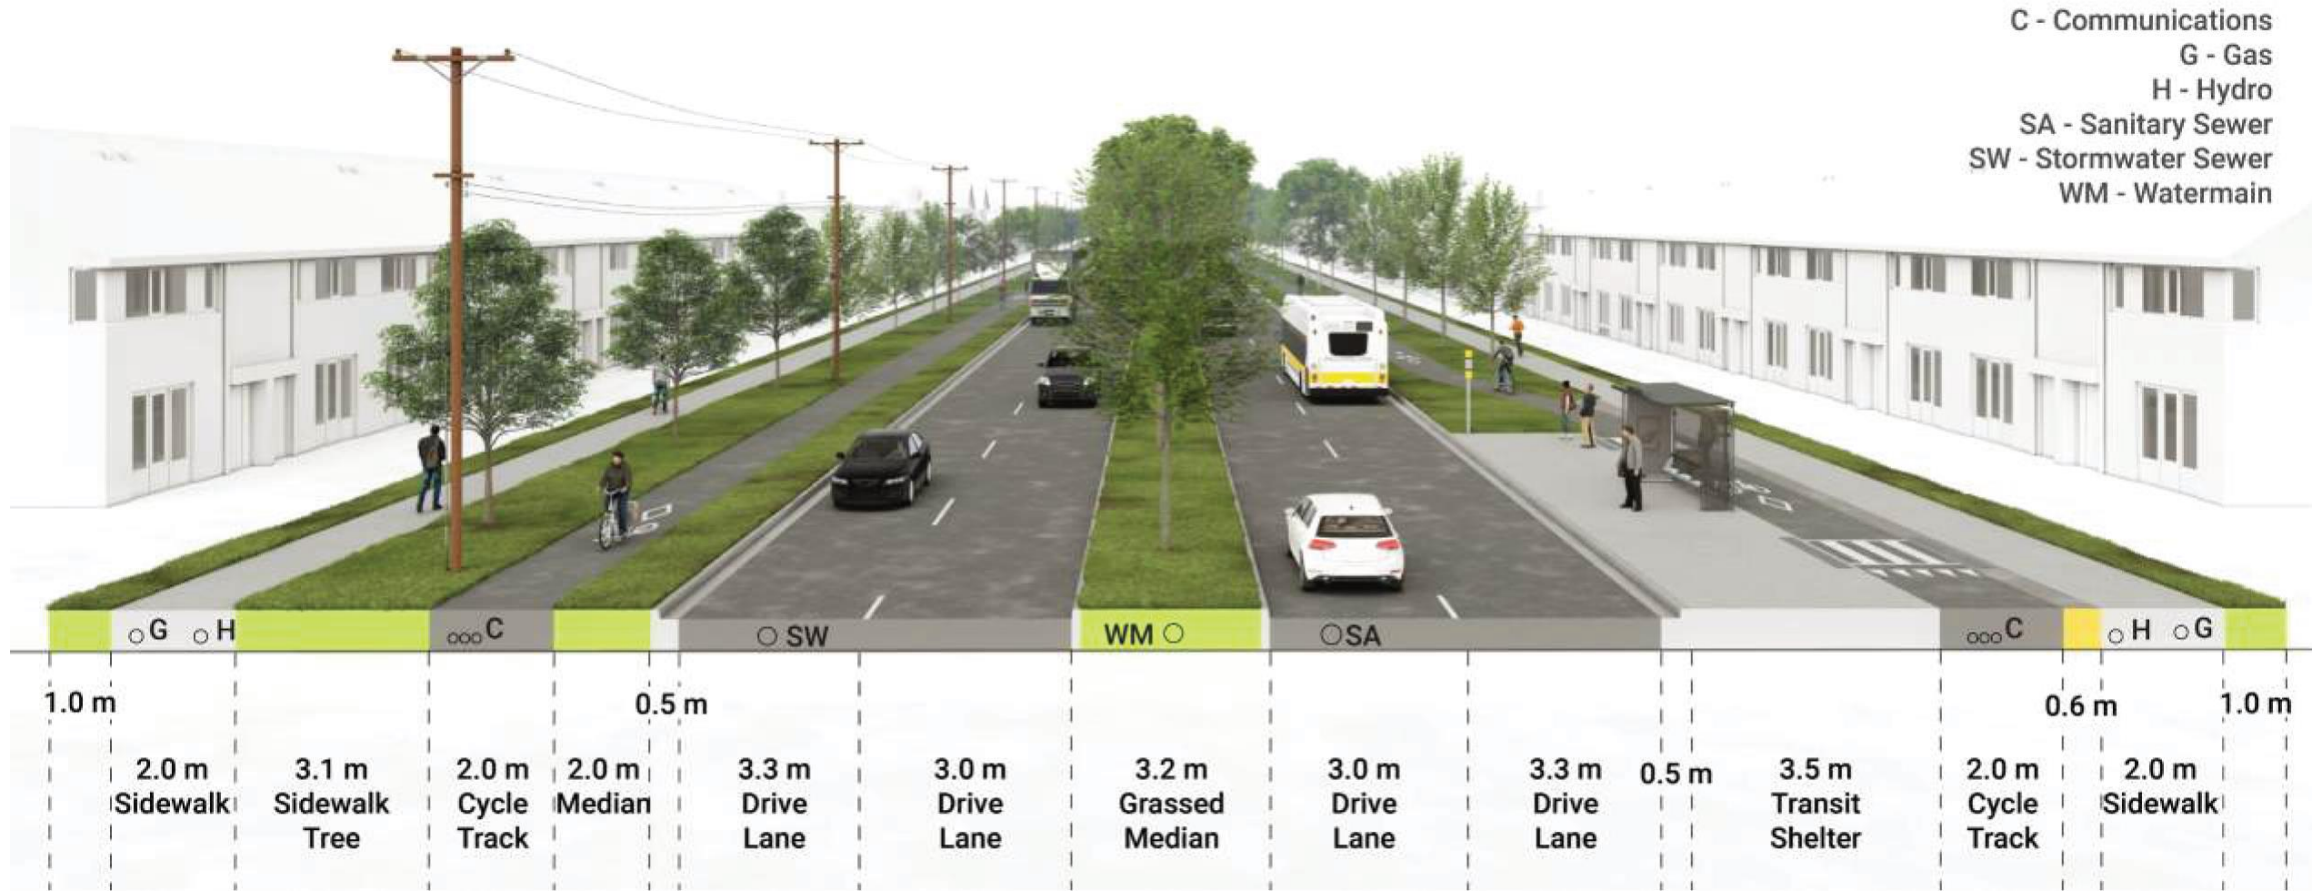 C - Communications
G - Gas
H - Hydro
SA - Sanitary Sewer
SW - Stormwater Sewer
WM - Watermain
G H C SW WM SA C H G
1.0 m 0.5 m 0.6 m 1.0 m
2.0 m
Sidewalk
3.1 m
Sidewalk
Tree
2.0 m
Cycle
Track
2.0 m
Median
3.3 m
Drive
Lane
3.0 m
Drive
Lane
3.2 m
Grassed
Median
3.0 m
Drive
Lane
3.3 m
Drive
Lane
0.5 m
3.5 m
Transit
Shelter
2.0 m
Cycle
Track
2.0 m
Sidewalk